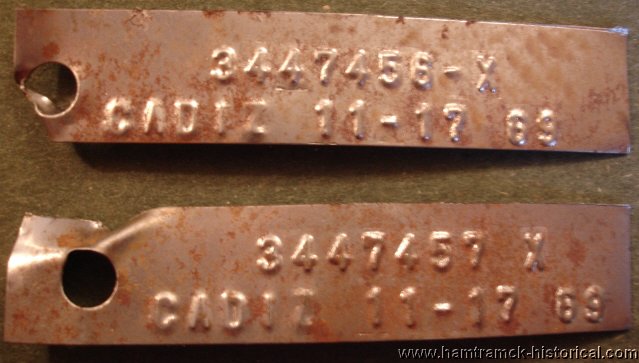 3447456-X
CADIZ 11-17 69
3447457 X
CADIZ 11-17 69
www.hamtramck-historical.com